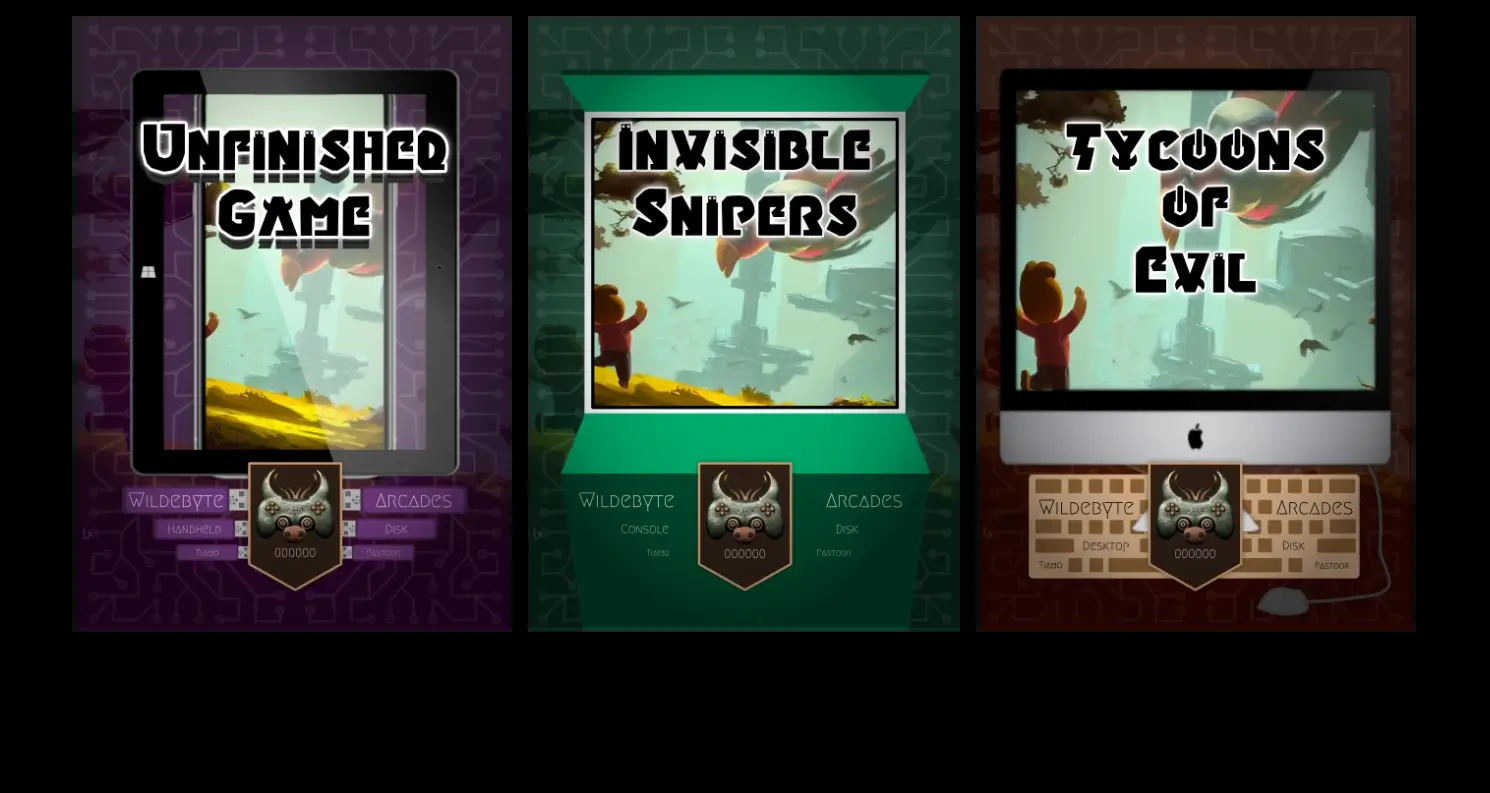 Unfinished
Game
Wildebyte Arcades
Handheld Disk
Tiamo 000000 Pastoor
Invisible
Snipers
Wildebyte Arcades
Console Disk
Tiamo 000000 Pastoor
Tycoons
of
Evil
Wildebyte Arcades
Desktop Disk
Tiamo 000000 Pastoor